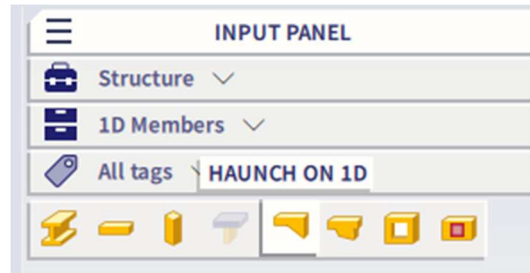 INPUT PANEL
Structure
1D Members
All tags
HAUNCH ON 1D